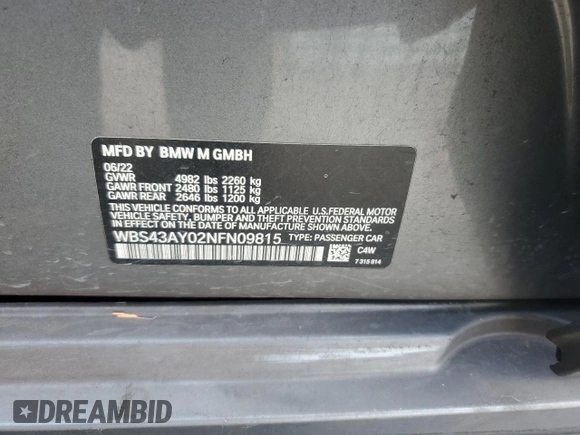 MFD BY BMW M GMBH
06/22
GVWR 4982 lbs 2260 kg
GAWR FRONT 2480 lbs 1125 kg
GAWR REAR 2646 lbs 1200 kg
THIS VEHICLE CONFORMS TO ALL APPLICABLE U.S.FEDERAL MOTOR
VEHICLE SAFETY, BUMPER AND THEFT PREVENTION STANDARDS
IN EFFECT ON THE DATE OF MANUFACTURE SHOWN ABOVE.
WBS43AY02NFN09815 TYPE: PASSENGER CAR
C4W
7 315 814
DREAMBID